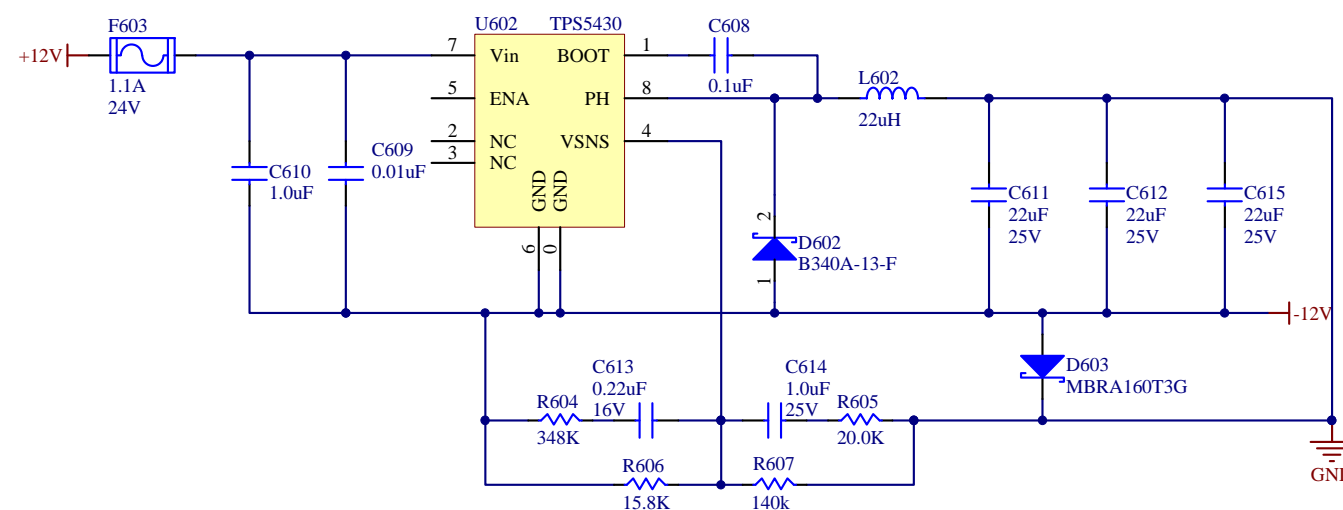 F603
+12V
1.1A
24V
U602 TPS5430
7 Vin BOOT 1
5 ENA PH 8
2 NC VSNS 4
3 NC
GND GND
6 0
C608
0.1uF
L602
22uH
C610
1.0uF
C609
0.01uF
2
D602
B340A-13-F
1
C611
22uF
25V
C612
22uF
25V
C615
22uF
25V
-12V
D603
MBRA160T3G
C613
0.22uF
16V
R604
348K
C614
1.0uF
25V
R605
20.0K
R606
15.8K
R607
140k
GN